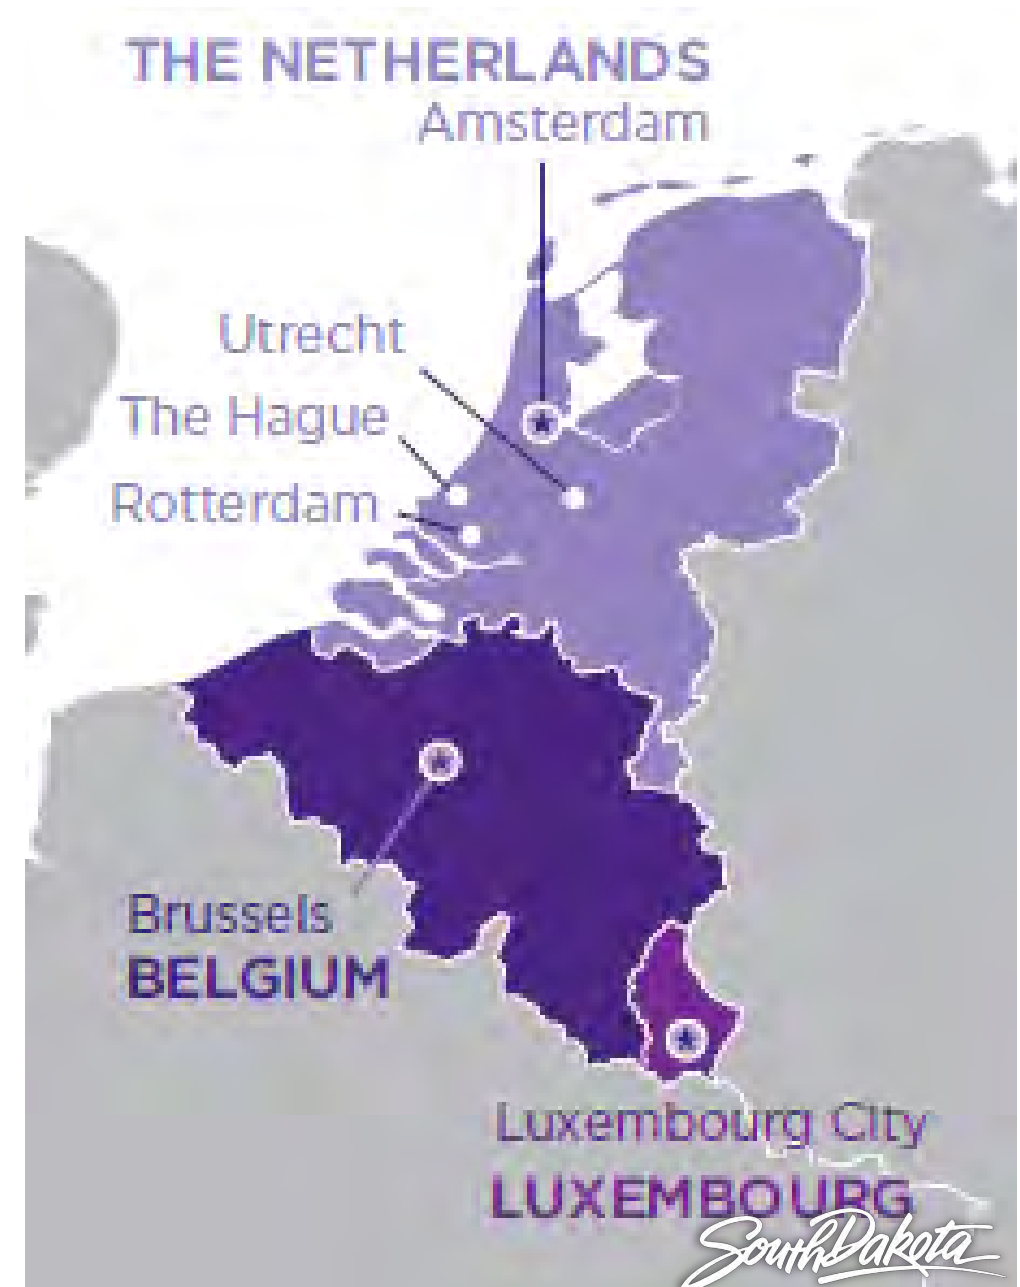 THE NETHERLANDS
Amsterdam
Utrecht
The Hague
Rotterdam
Brussels
BELGIUM
Luxembourg City
LUXEMBOURG
SouthDakota